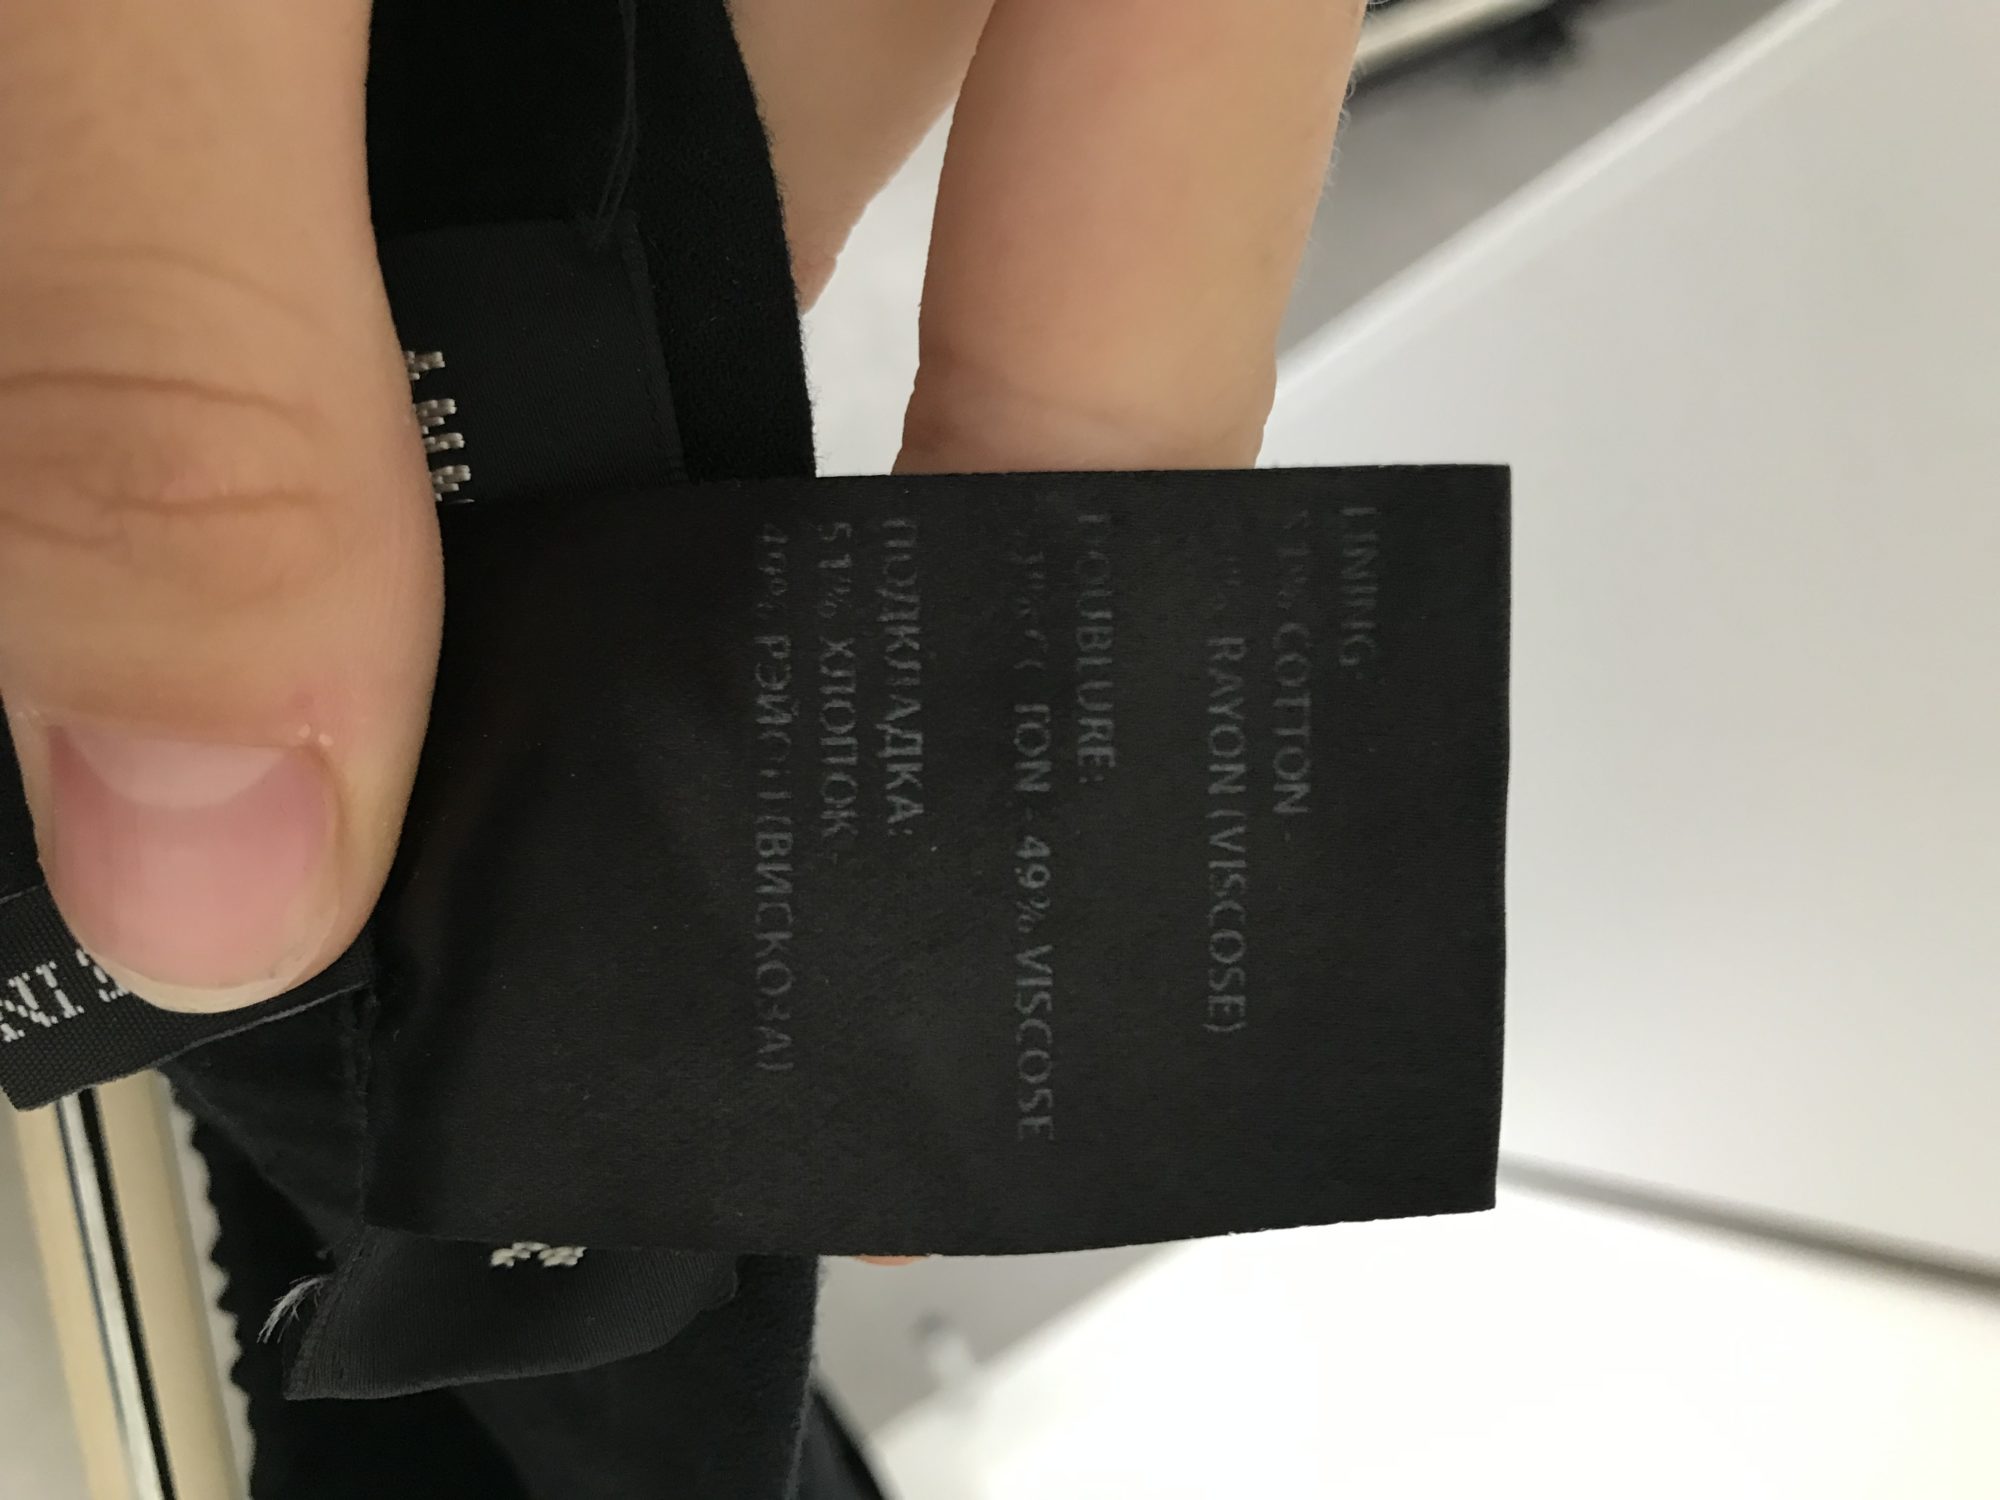 LINING:
51% COTTON -
RAYON (VISCOSE)
DOUBLURE:
49% VISCOSE
ПОДКЛАДКА:
51% ХЛОПОК
49% РЭЙОН (ВИСКОЗА)